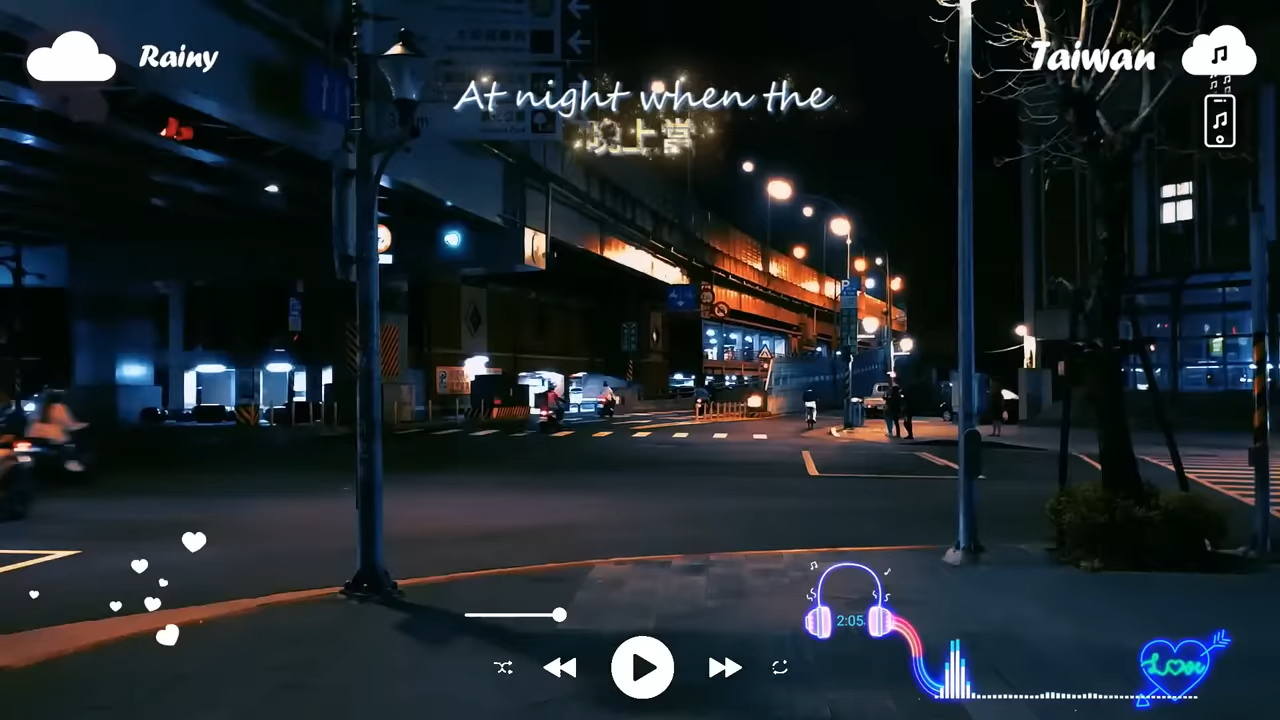 Rainy
Taiwan
At night when the
晚上當
P
2:05
Love